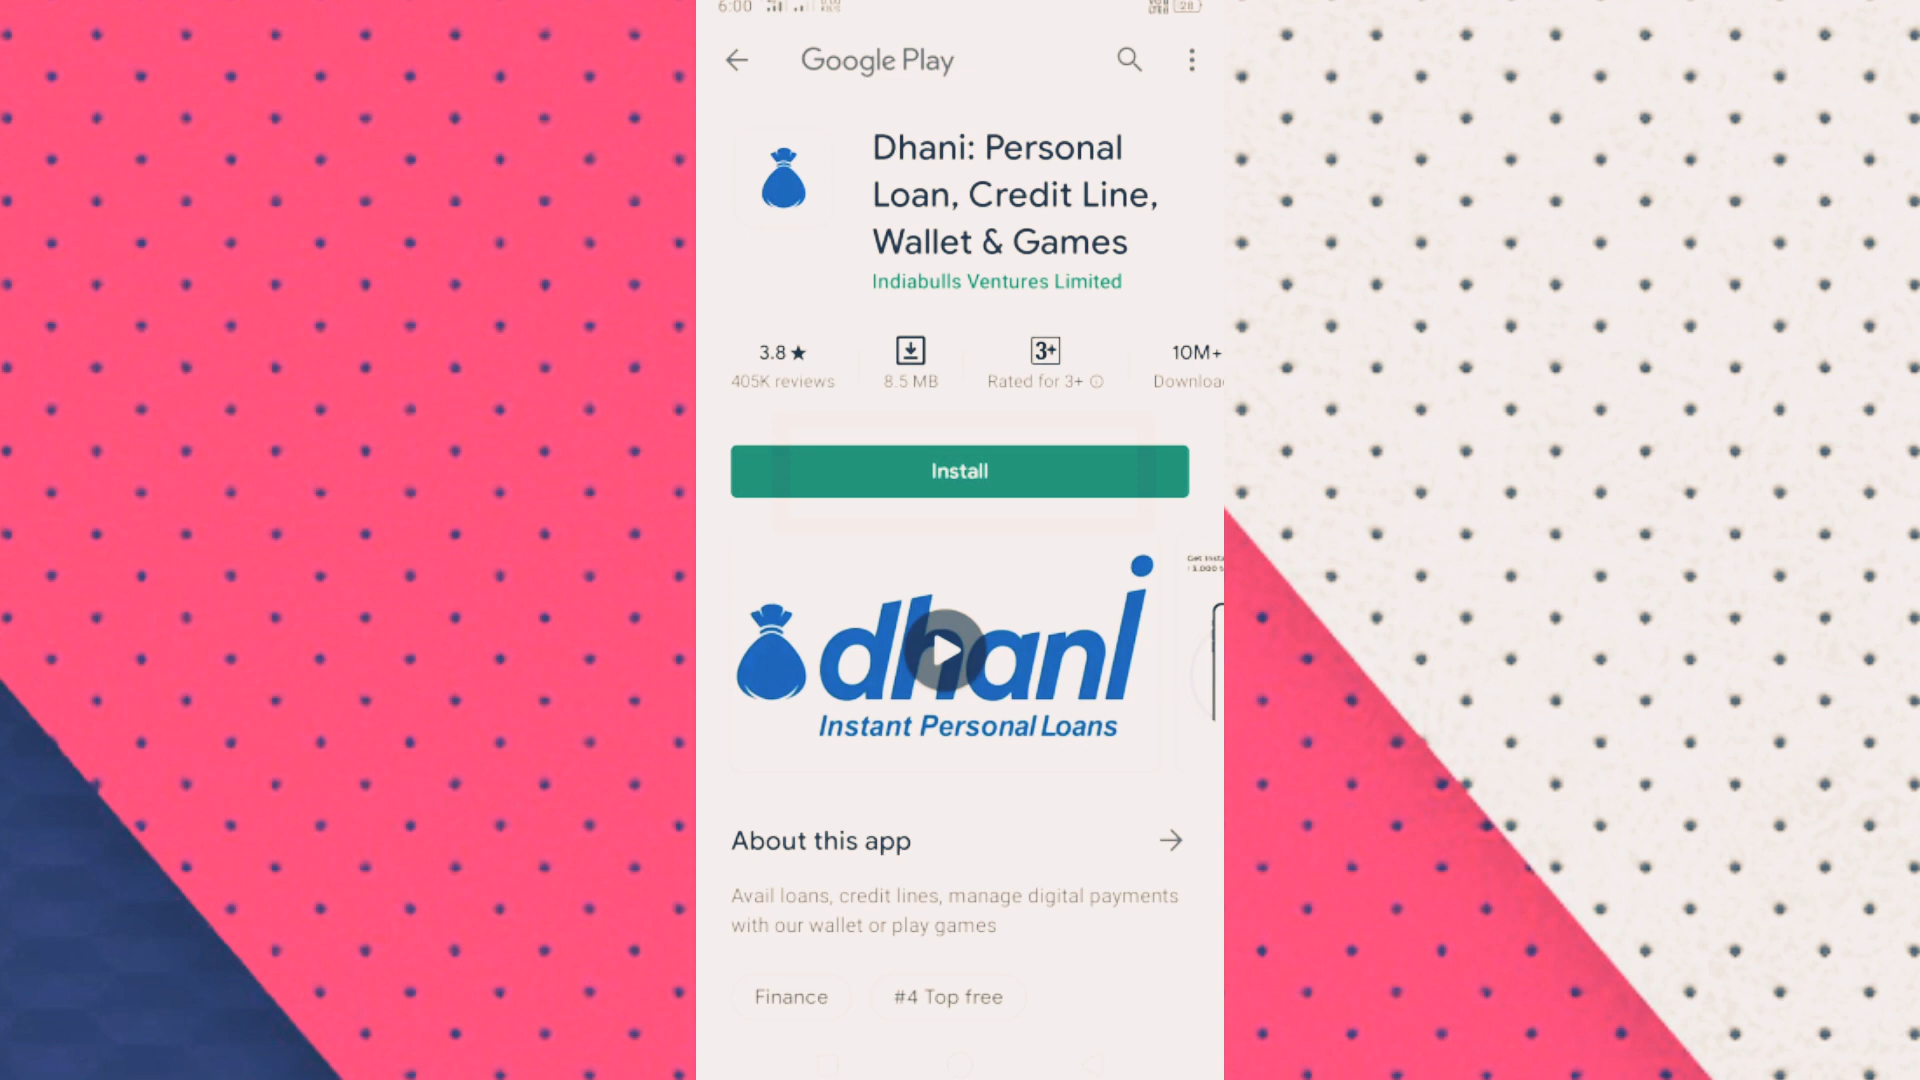 6:00
28
Google Play
Dhani: Personal
Loan, Credit Line,
Wallet & Games
Indiabulls Ventures Limited
3.8★
3+
10M+
405K reviews
8.5 MB
Rated for 3+
Downloa
Install
dhani
Instant Personal Loans
About this app
Avail loans, credit lines, manage digital payments
with our wallet or play games
Finance
#4 Top free